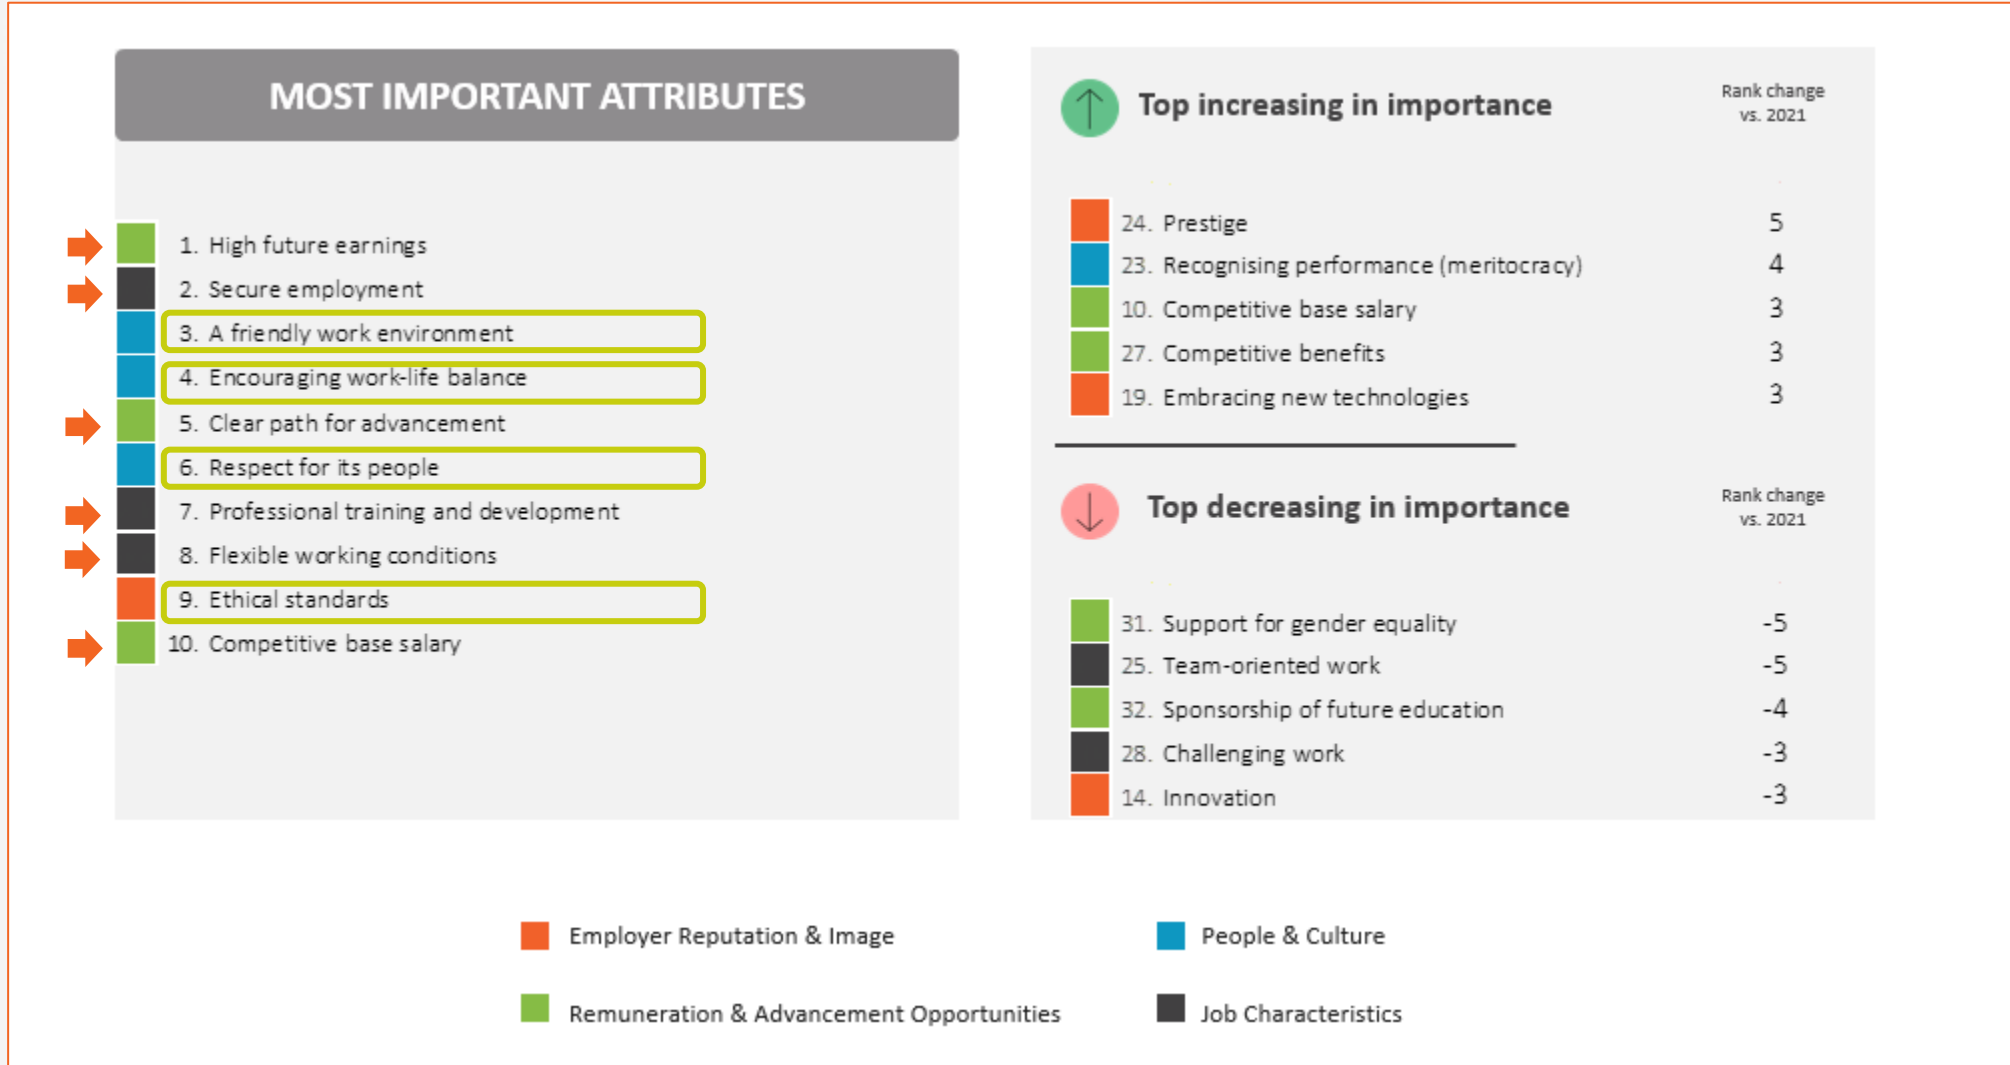 MOST IMPORTANT ATTRIBUTES
1. High future earnings
2. Secure employment
3. A friendly work environment
4. Encouraging work-life balance
5. Clear path for advancement
6. Respect for its people
7. Professional training and development
8. Flexible working conditions
9. Ethical standards
10. Competitive base salary
Top increasing in importance
Rank change
vs. 2021
24. Prestige 5
23. Recognising performance (meritocracy) 4
10. Competitive base salary 3
27. Competitive benefits 3
19. Embracing new technologies 3
Top decreasing in importance
Rank change
vs. 2021
31. Support for gender equality -5
25. Team-oriented work -5
32. Sponsorship of future education -4
28. Challenging work -3
14. Innovation -3
Employer Reputation & Image
People & Culture
Remuneration & Advancement Opportunities
Job Characteristics